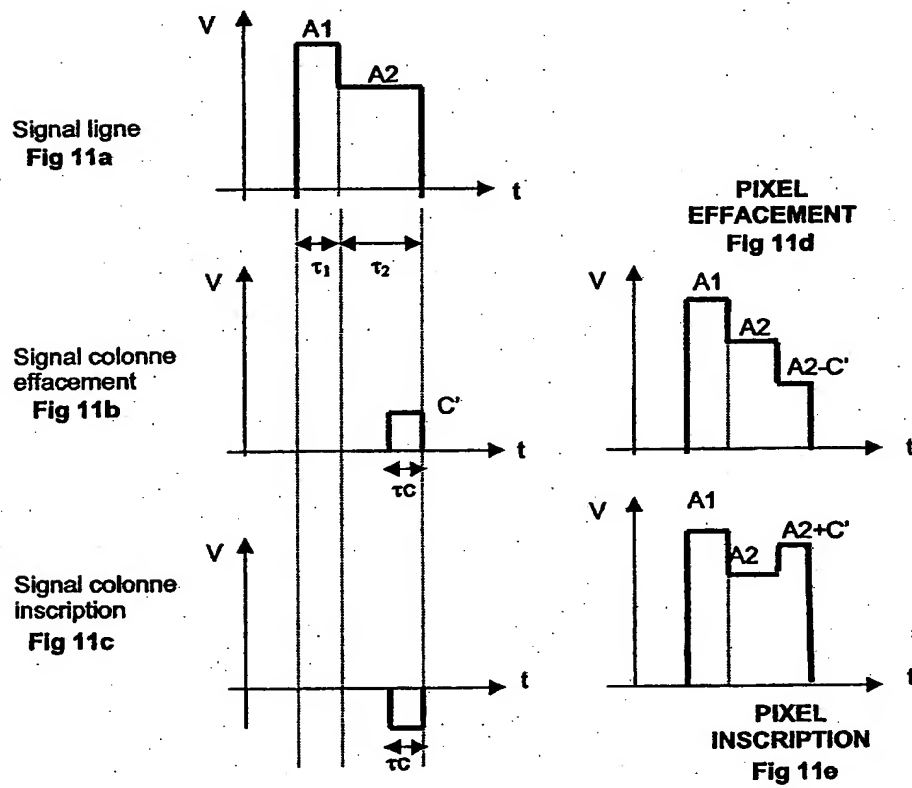 V
A1
A2
Signal ligne
Fig 11a
t
τ1
τ2
V
Signal colonne
effacement
Fig 11b
C'
t
τc
V
Signal colonne
inscription
Fig 11c
t
τc
PIXEL
EFFACEMENT
Fig 11d
V
A1
A2
A2-C'
t
V
A1
A2
A2+C'
t
PIXEL
INSCRIPTION
Fig 11e